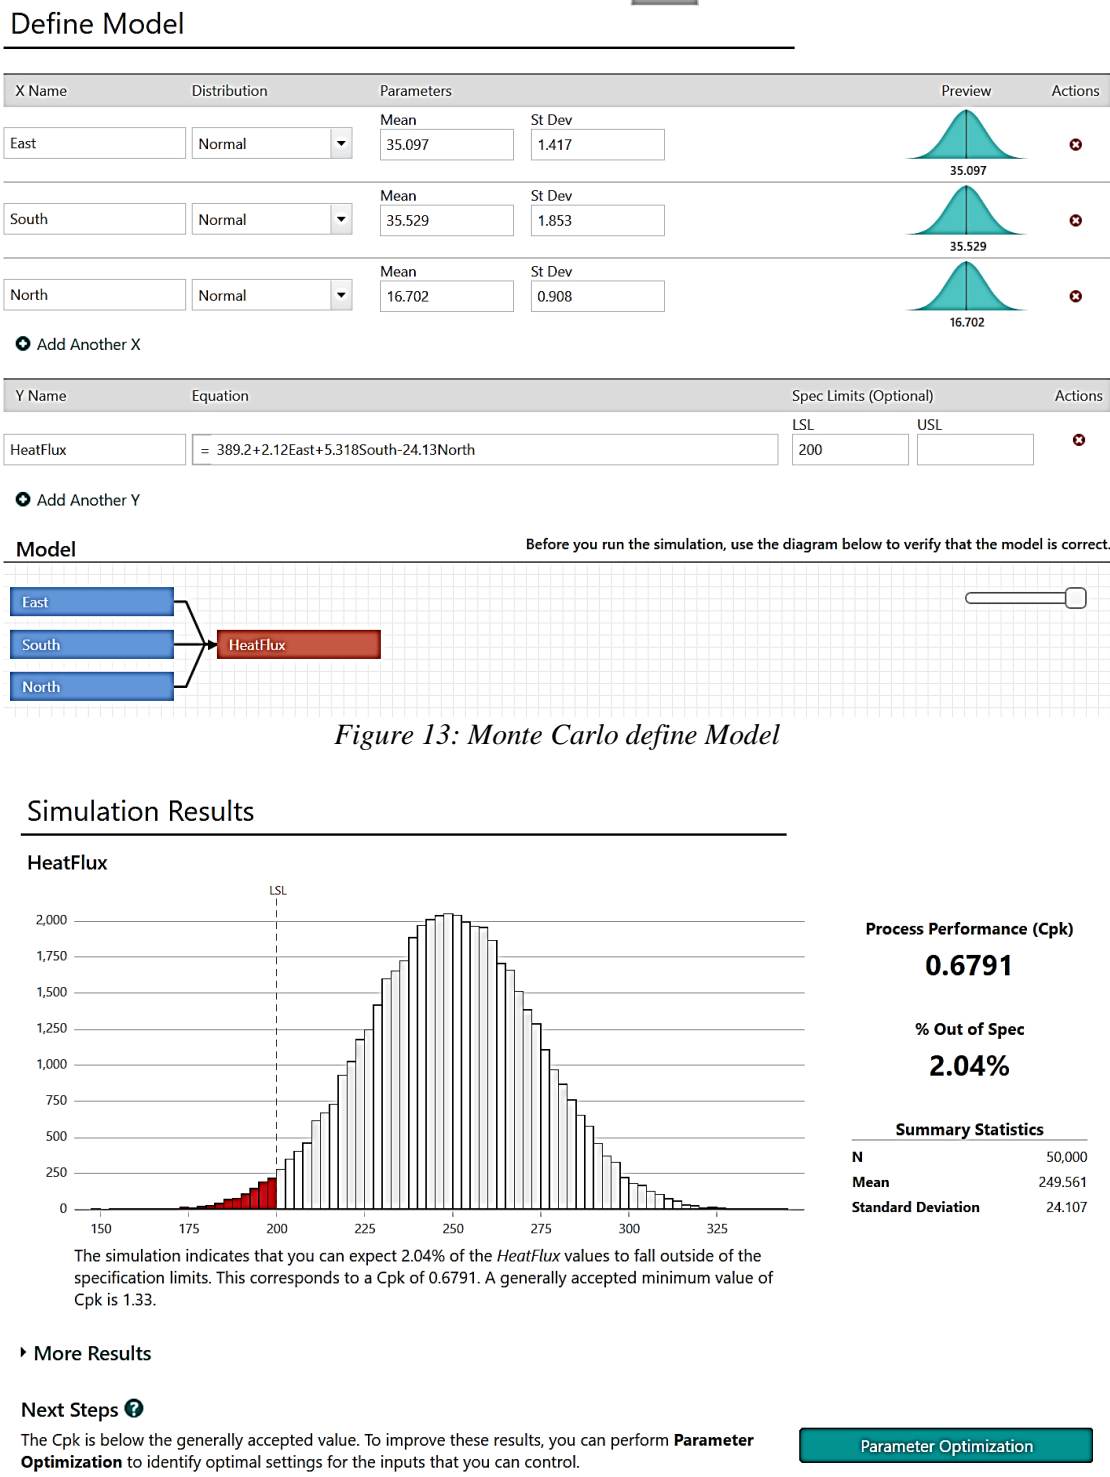 Define Model
X Name Distribution Parameters Preview Actions
Mean St Dev
East Normal 35.097 1.417
35.097
Mean St Dev
South Normal 35.529 1.853
35.529
Mean St Dev
North Normal 16.702 0.908
16.702
Add Another X
Y Name Equation Spec Limits (Optional) Actions
LSL USL
HeatFlux = 389.2+2.12East+5.318South-24.13North 200
Add Another Y
Model Before you run the simulation, use the diagram below to verify that the model is correct.
East
South HeatFlux
North
Figure 13: Monte Carlo define Model
Simulation Results
HeatFlux
LSL
2,000
1,750
1,500
1,250
1,000
750
500
250
0
150 175 200 225 250 275 300 325
Process Performance (Cpk)
0.6791
% Out of Spec
2.04%
Summary Statistics
N 50,000
Mean 249.561
Standard Deviation 24.107
The simulation indicates that you can expect 2.04% of the HeatFlux values to fall outside of the
specification limits. This corresponds to a Cpk of 0.6791. A generally accepted minimum value of
Cpk is 1.33.
More Results
Next Steps ?
The Cpk is below the generally accepted value. To improve these results, you can perform Parameter
Optimization to identify optimal settings for the inputs that you can control.
Parameter Optimization